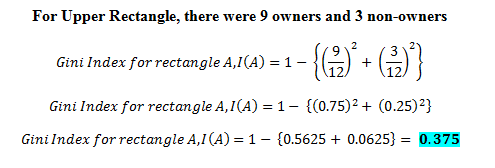 For Upper Rectangle, there were 9 owners and 3 non-owners
Gini Index for rectangle A,I(A) = 1 − {(9/12)² + (3/12)²}
Gini Index for rectangle A,I(A) = 1 − {(0.75)² + (0.25)²}
Gini Index for rectangle A,I(A) = 1 − {0.5625 + 0.0625} = 0.375